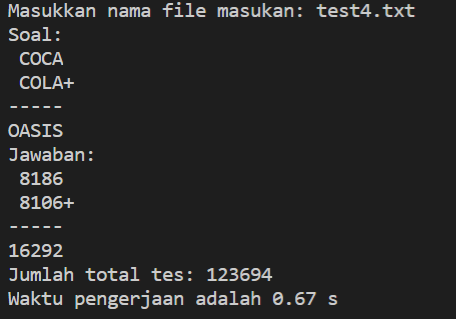 Masukkan nama file masukan: test4.txt
Soal:
 COCA
 COLA+
-----
OASIS
Jawaban:
 8186
 8106+
-----
16292
Jumlah total tes: 123694
Waktu pengerjaan adalah 0.67 s